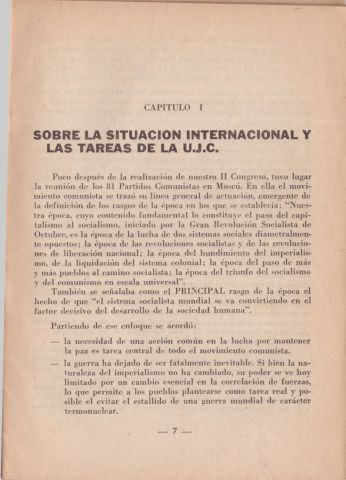 CAPITULO I
SOBRE LA SITUACION INTERNACIONAL Y
LAS TAREAS DE LA U.J.C.
Poco después de la realización de nuestro II Congreso, tuvo lugar
la reunión de los 81 Partidos Comunistas en Moscú. En ella el movi-
miento comunista se trazó su línea general de actuación, emergente de
la definición de los rasgos de la época en los que se establecía: "Nues-
tra época, cuyo contenido fundamental lo constituye el paso del capi-
talismo al socialismo, iniciado por la Gran Revolución Socialista de
Octubre, es la época de la lucha de dos sistemas sociales diametralmen-
te opuestos; la época de las revoluciones socialistas y de las revolucio-
nes de liberación nacional; la época del hundimiento del imperialis-
mo, de la liquidación del sistema colonial; la época del paso de más
y más pueblos al camino socialista; la época del triunfo del socialismo
y del comunismo en escala universal".
También se señalaba como el PRINCIPAL rasgo de la época el
hecho de que "el sistema socialista mundial se va convirtiendo en el
factor decisivo del desarrollo de la sociedad humana".
Partiendo de ese enfoque se acordó:
— la necesidad de una acción común en la lucha por mantener
la paz es tarea central de todo el movimiento comunista.
— la guerra ha dejado de ser fatalmente inevitable. Si bien la na-
turaleza del imperialismo no ha cambiado, su poder se ve hoy
limitado por un cambio esencial en la correlación de fuerzas,
lo que permite a los pueblos plantearse como tarea real y po-
sible el evitar el estallido de una guerra mundial de carácter
termonuclear.
— 7 —